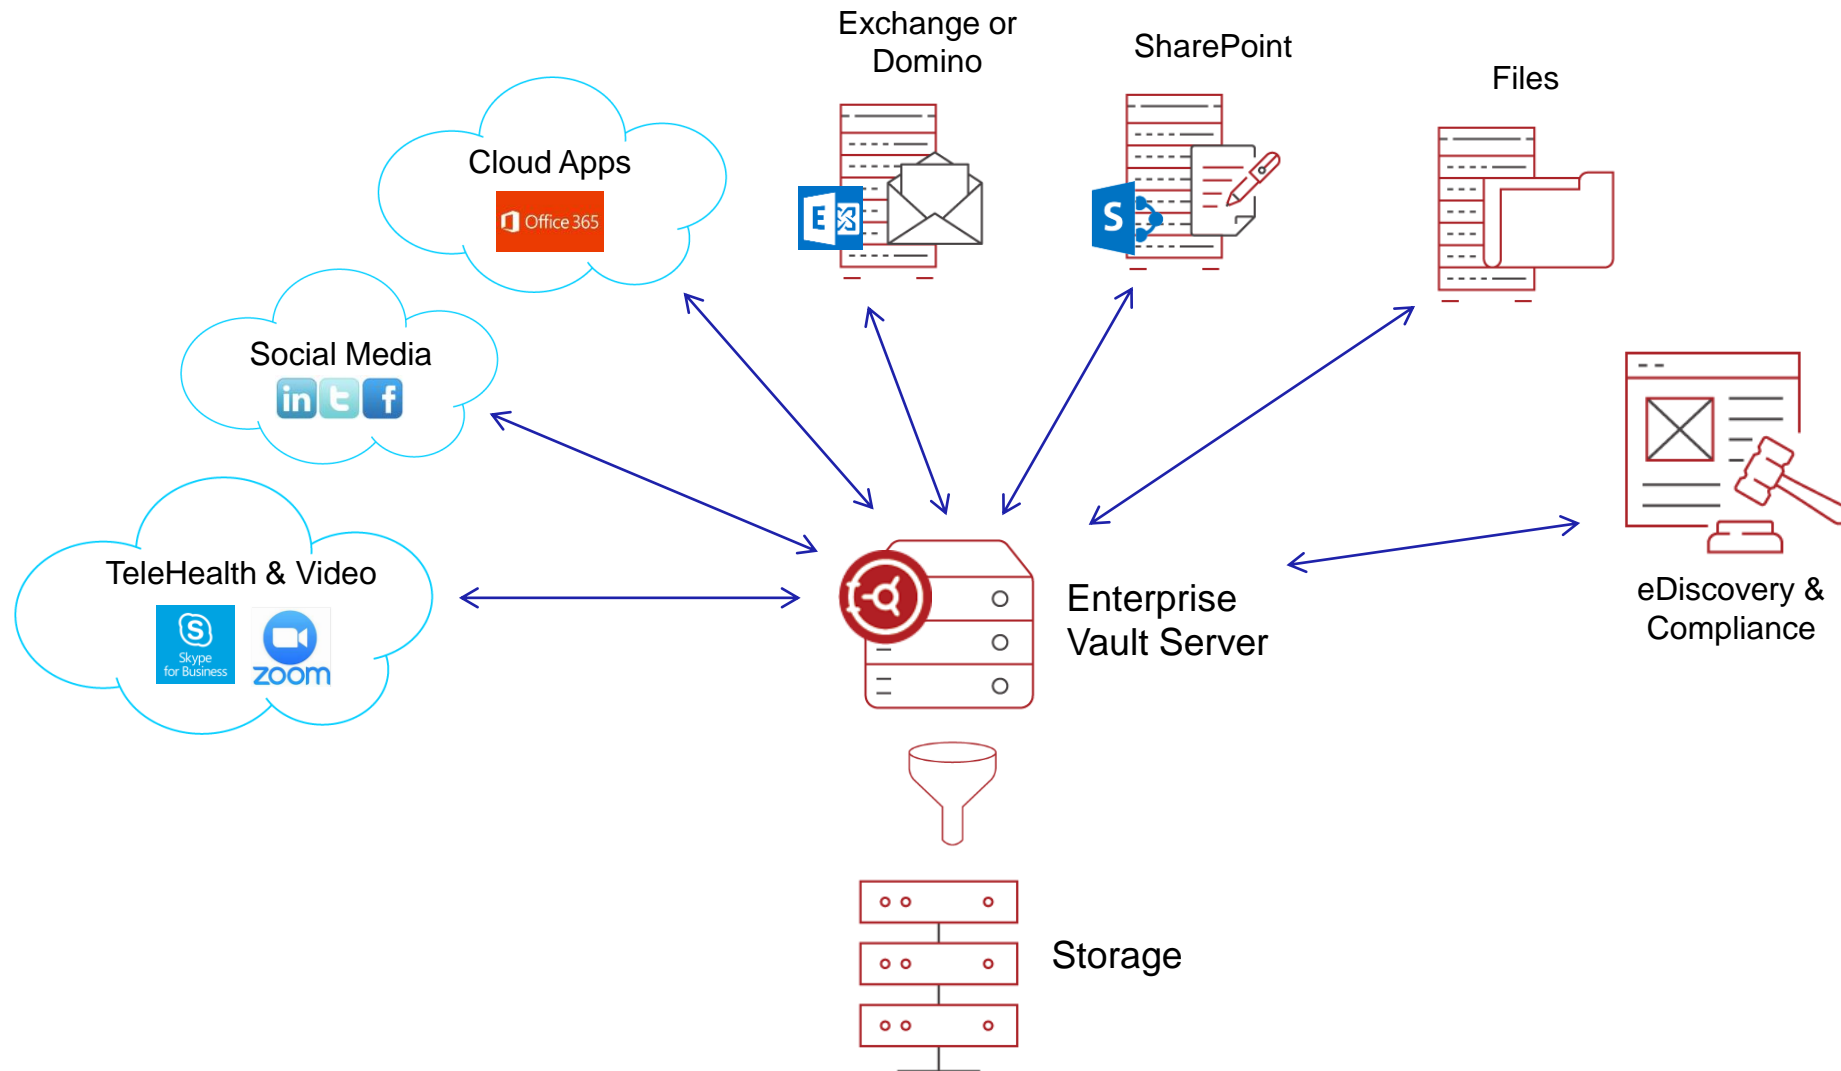 Exchange or
Domino
SharePoint
Files
Cloud Apps
Office 365
E
S
Social Media
in t f
TeleHealth & Video
S
Skype
for Business
zoom
Enterprise
Vault Server
eDiscovery &
Compliance
Storage